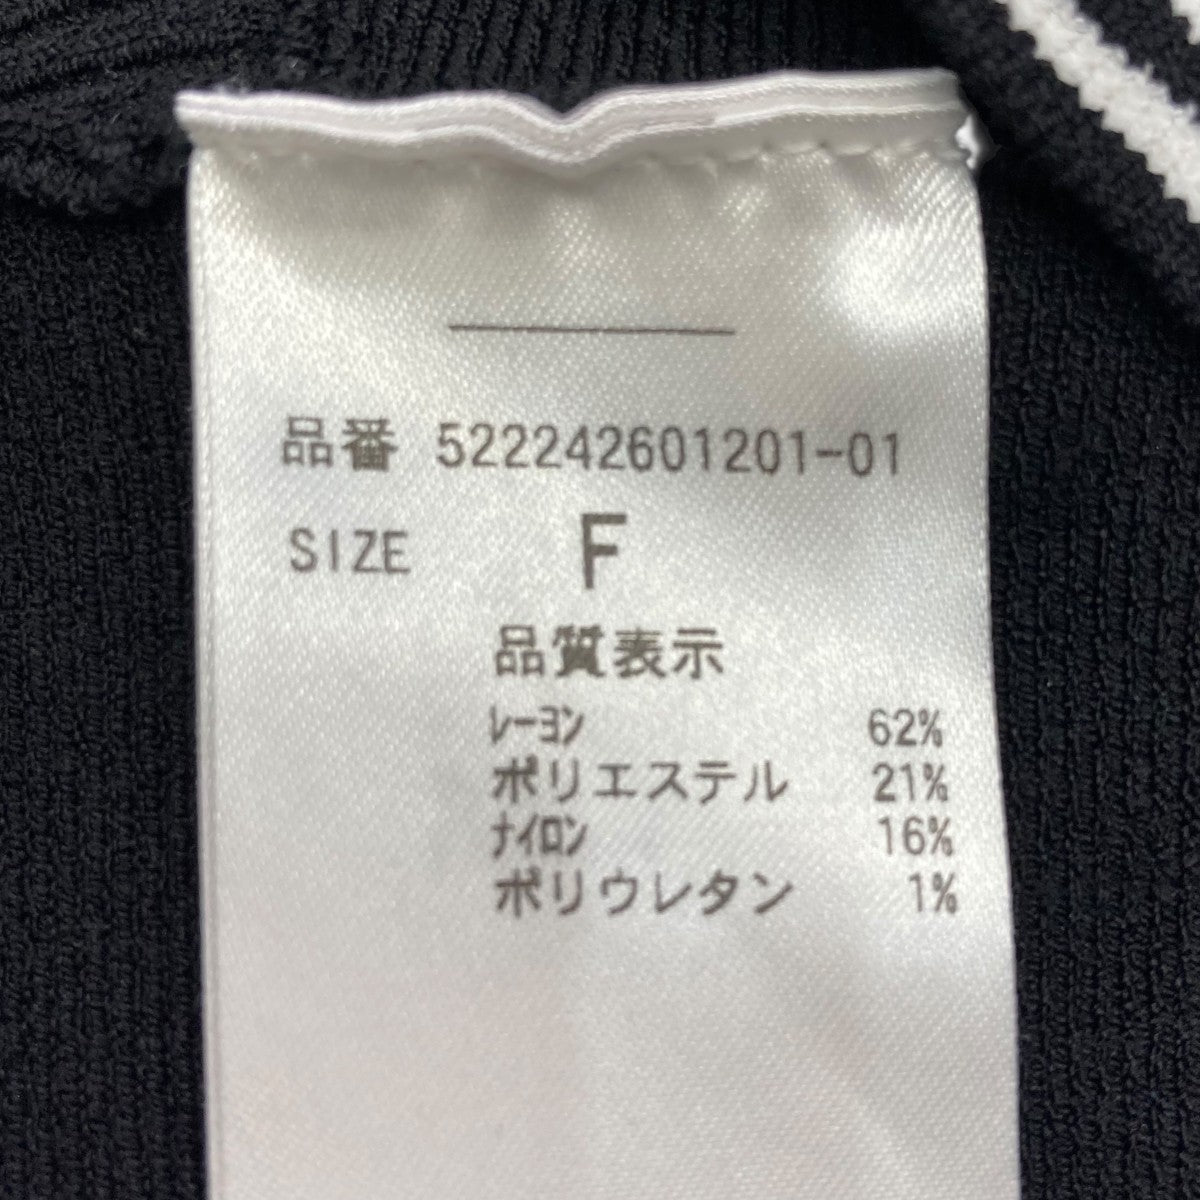 品番 522242601201-01
SIZE F
品質表示
ﾚｰﾖﾝ 62%
ポリエステル 21%
ﾅｲﾛﾝ 16%
ポリウレタン 1%